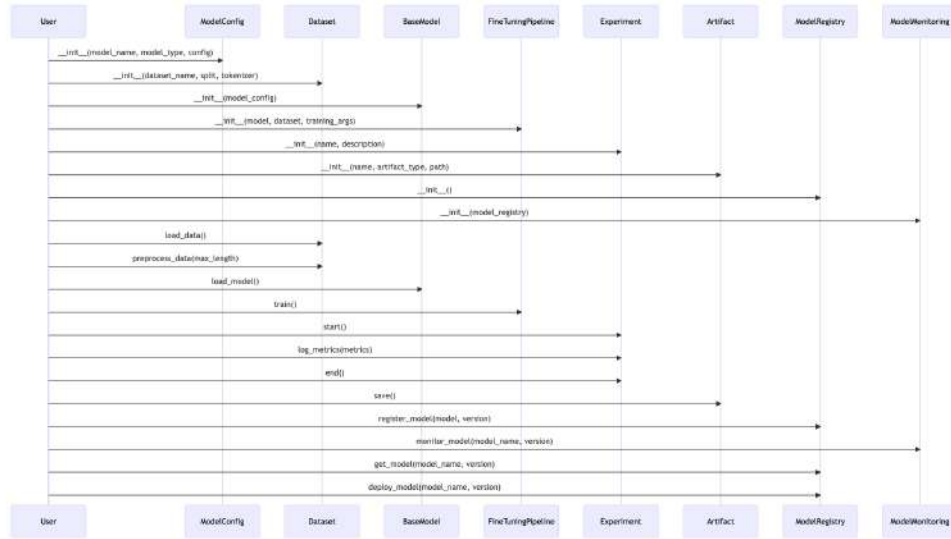 User ModelConfig Dataset BaseModel FineTuningPipeline Experiment Artifact ModelRegistry ModelMonitoring
__init__(model_name, model_type, config)
__init__(dataset_name, split, tokenizer)
__init__(model_config)
__init__(model, dataset, training_args)
__init__(name, description)
__init__(name, artifact_type, path)
__init__()
__init__(model_registry)
load_data()
preprocess_data(max_length)
load_model()
train()
start()
log_metrics(metrics)
end()
save()
register_model(model, version)
monitor_model(model_name, version)
get_model(model_name, version)
deploy_model(model_name, version)
User ModelConfig Dataset BaseModel FineTuningPipeline Experiment Artifact ModelRegistry ModelMonitoring